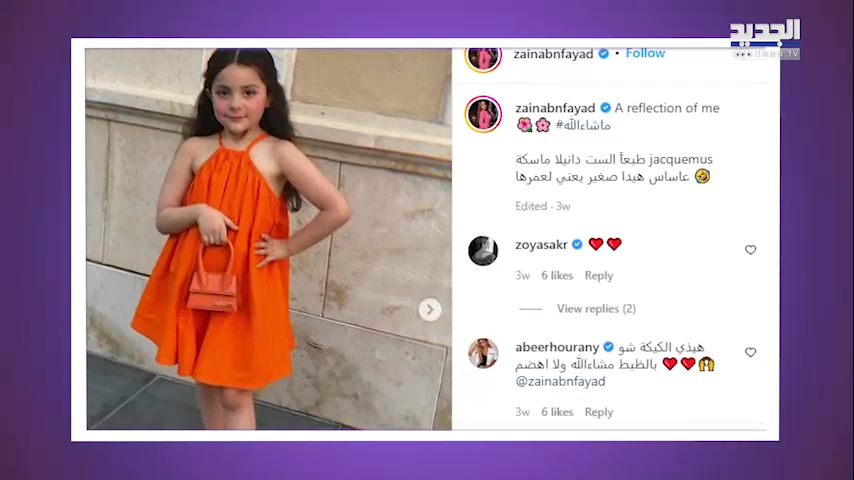 الجديد
zainabnfayad • Follow
zainabnfayad A reflection of me
#ماشاءالله
jacquemus طبعاً الست دانيلا ماسكة
عاساس هيدا صغير يعني لعمرها
Edited · 3w
zoyasakr
3w 6 likes Reply
View replies (2)
abeerhourany هيذي الكيكة شو
بالظبط مشاءالله ولا اهضم
@zainabnfayad
3w 6 likes Reply